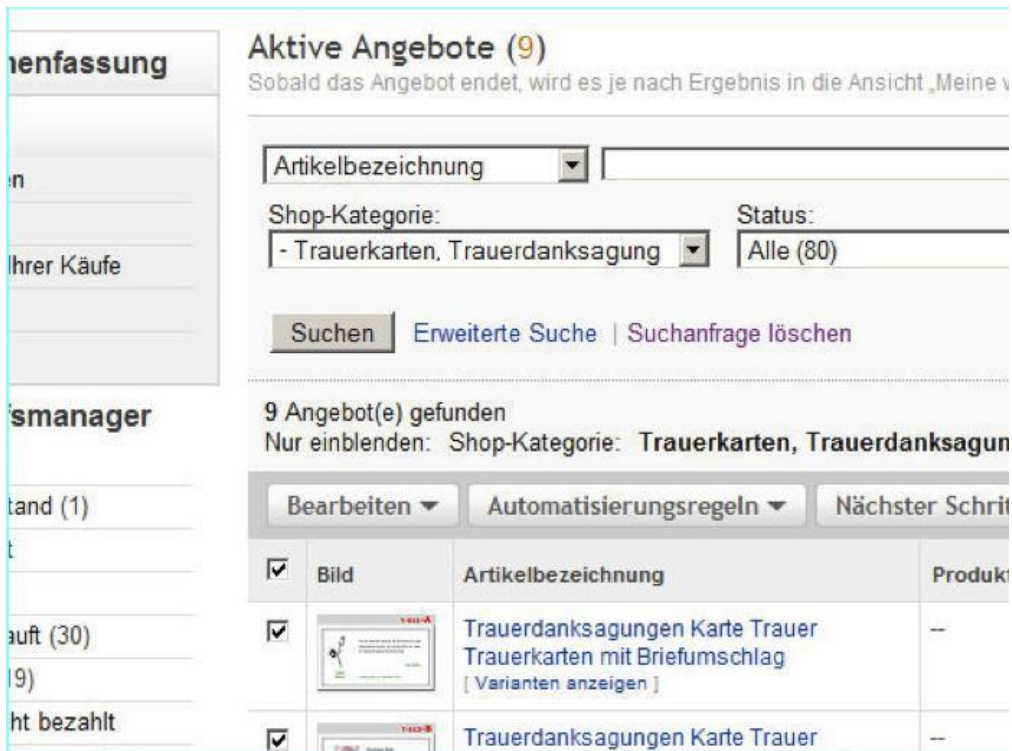 menfassung
en
Ihrer Käufe
fsmanager
tand (1)
t
auft (30)
19)
ht bezahlt
Aktive Angebote (9)
Sobald das Angebot endet, wird es je nach Ergebnis in die Ansicht „Meine v
Artikelbezeichnung
Shop-Kategorie: Status:
- Trauerkarten, Trauerdanksagung Alle (80)
Suchen Erweiterte Suche | Suchanfrage löschen
9 Angebot(e) gefunden
Nur einblenden: Shop-Kategorie: Trauerkarten, Trauerdanksagun
Bearbeiten Automatisierungsregeln Nächster Schrit
Bild Artikelbezeichnung Produkt
Trauerdanksagungen Karte Trauer --
Trauerkarten mit Briefumschlag
[ Varianten anzeigen ]
Trauerdanksagungen Karte Trauer --